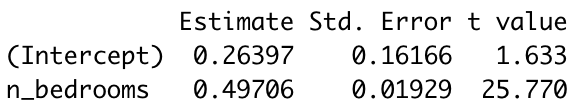 Estimate Std. Error t value
(Intercept) 0.26397 0.16166 1.633
n_bedrooms 0.49706 0.01929 25.770